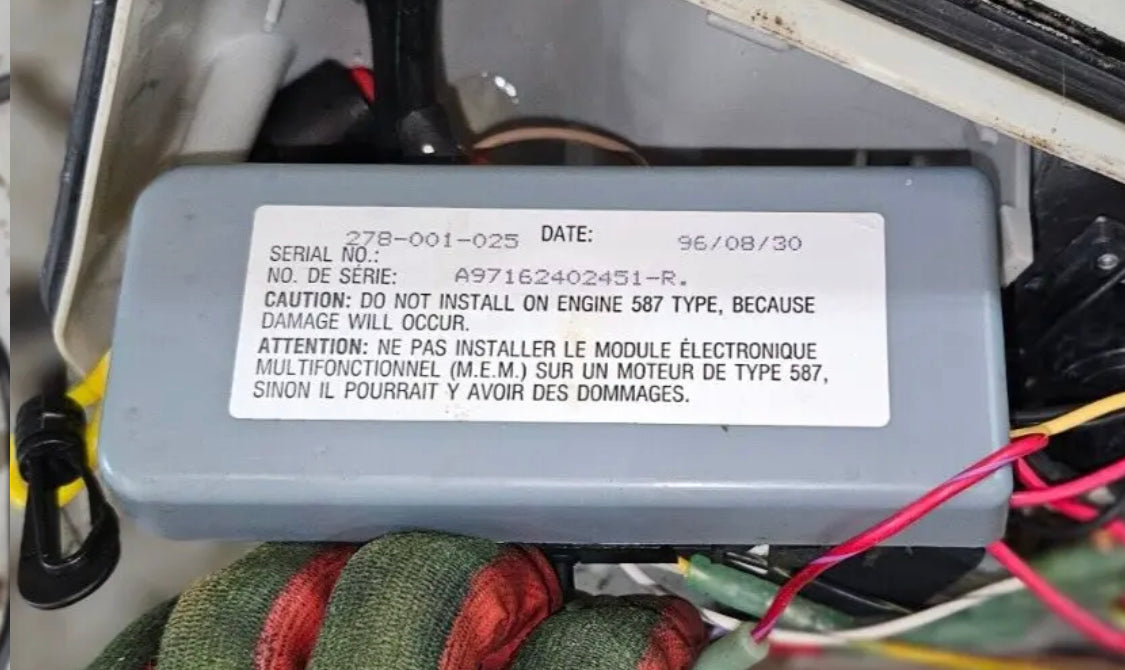 278-001-025 DATE: 96/08/30
SERIAL NO.:
NO. DE SÉRIE: A97162402451-R.
CAUTION: DO NOT INSTALL ON ENGINE 587 TYPE, BECAUSE
DAMAGE WILL OCCUR.
ATTENTION: NE PAS INSTALLER LE MODULE ÉLECTRONIQUE
MULTIFONCTIONNEL (M.E.M.) SUR UN MOTEUR DE TYPE 587,
SINON IL POURRAIT Y AVOIR DES DOMMAGES.